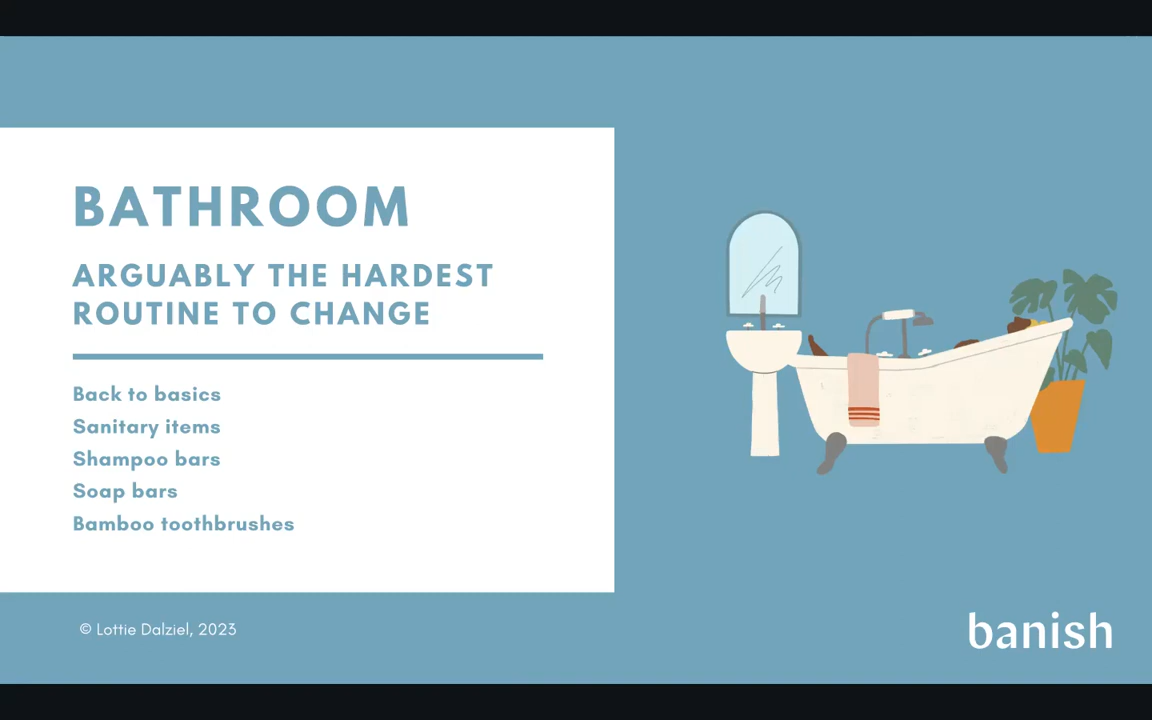 BATHROOM
ARGUABLY THE HARDEST
ROUTINE TO CHANGE
Back to basics
Sanitary items
Shampoo bars
Soap bars
Bamboo toothbrushes
© Lottie Dalziel, 2023
banish